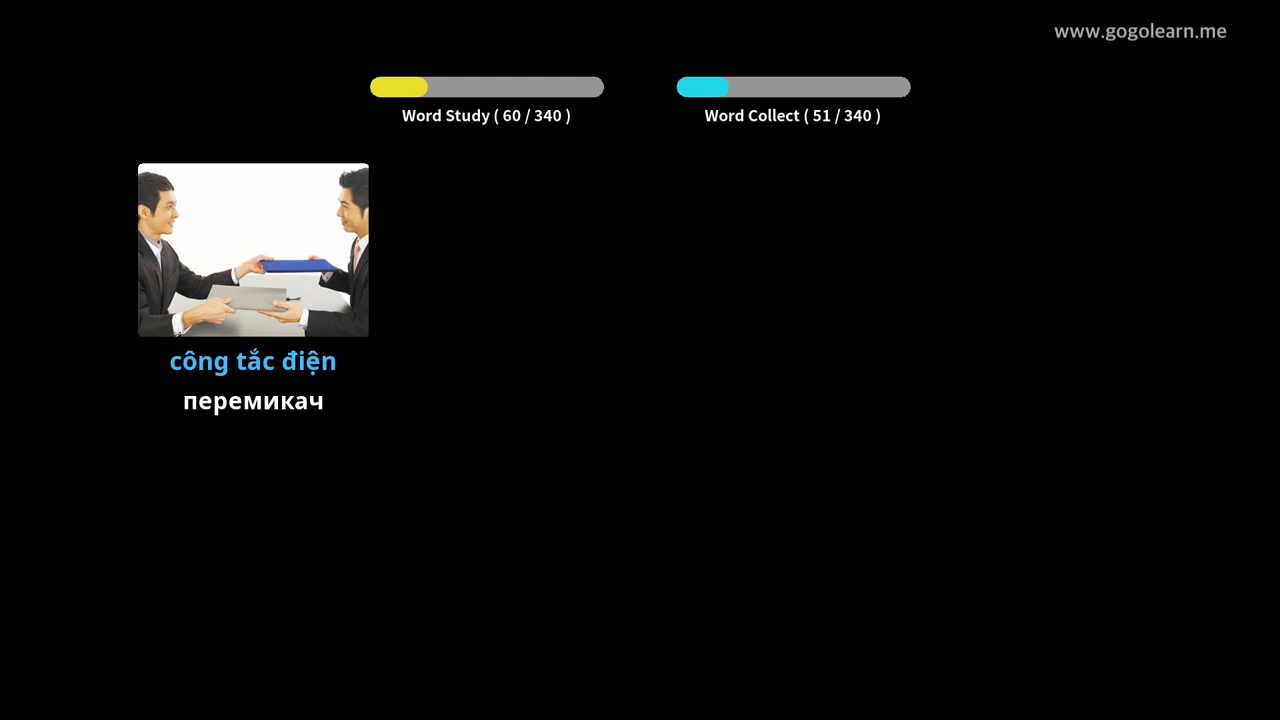 www.gogolearn.me
Word Study ( 60 / 340 )
Word Collect ( 51 / 340 )
công tắc điện
перемикач